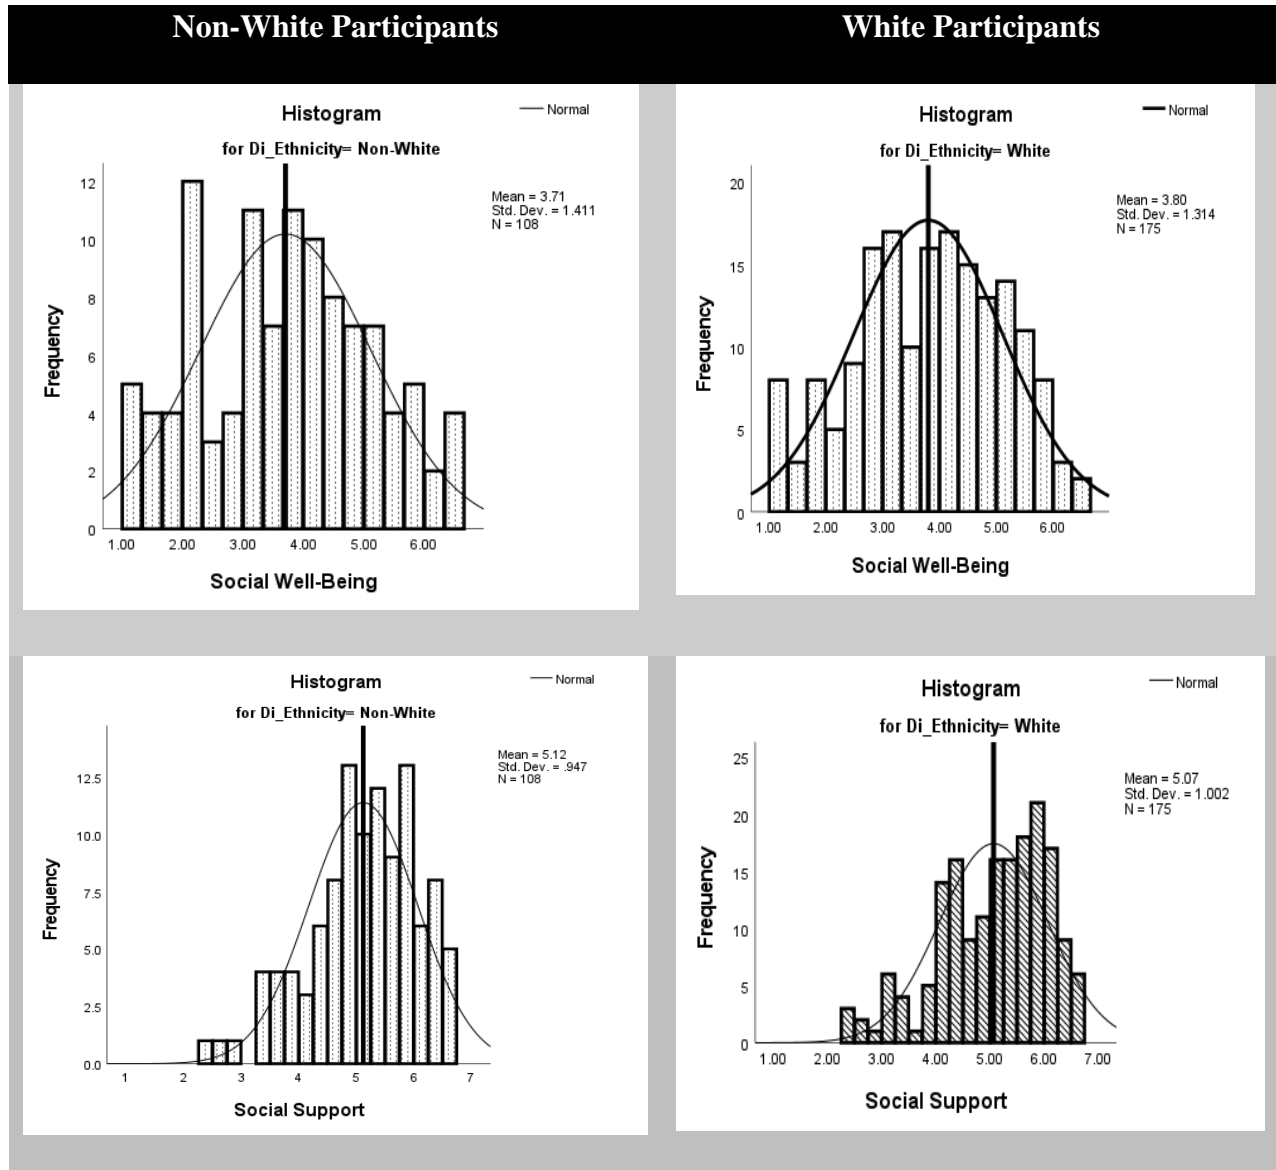 Non-White Participants
White Participants
Histogram
Normal
for Di_Ethnicity= Non-White
Mean = 3.71
Std. Dev. = 1.411
N = 108
12
10
8
6
4
2
0
Frequency
1.00 2.00 3.00 4.00 5.00 6.00
Social Well-Being
Histogram
Normal
for Di_Ethnicity= White
Mean = 3.80
Std. Dev. = 1.314
N = 175
20
15
10
5
0
Frequency
1.00 2.00 3.00 4.00 5.00 6.00
Social Well-Being
Histogram
Normal
for Di_Ethnicity= Non-White
Mean = 5.12
Std. Dev. = .947
N = 108
12.5
10.0
7.5
5.0
2.5
0.0
Frequency
1 2 3 4 5 6 7
Social Support
Histogram
Normal
for Di_Ethnicity= White
Mean = 5.07
Std. Dev. = 1.002
N = 175
25
20
15
10
5
0
Frequency
1.00 2.00 3.00 4.00 5.00 6.00 7.00
Social Support